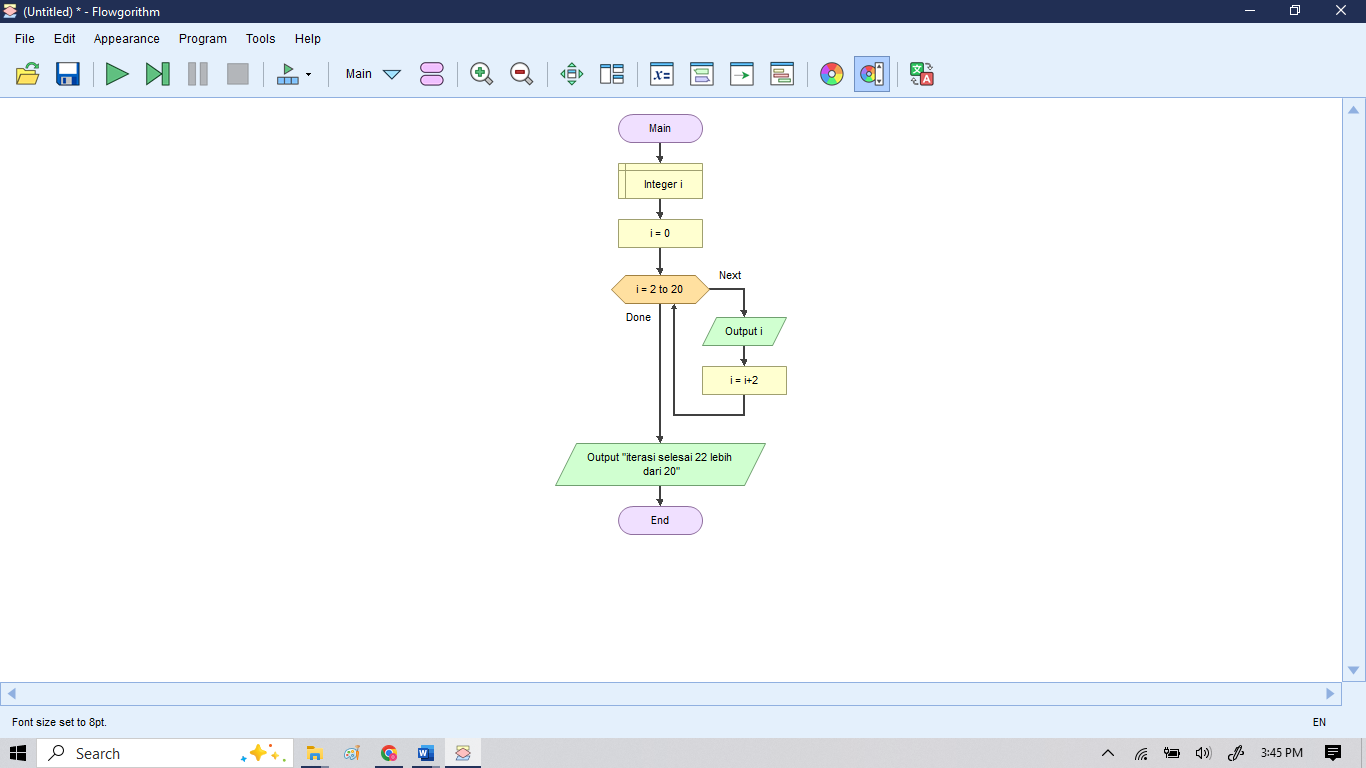 (Untitled) * - Flowgorithm
File Edit Appearance Program Tools Help
Main
Main
Integer i
i = 0
i = 2 to 20
Next
Done
Output i
i = i+2
Output "iterasi selesai 22 lebih
dari 20"
End
Font size set to 8pt.
EN
Search
3:45 PM